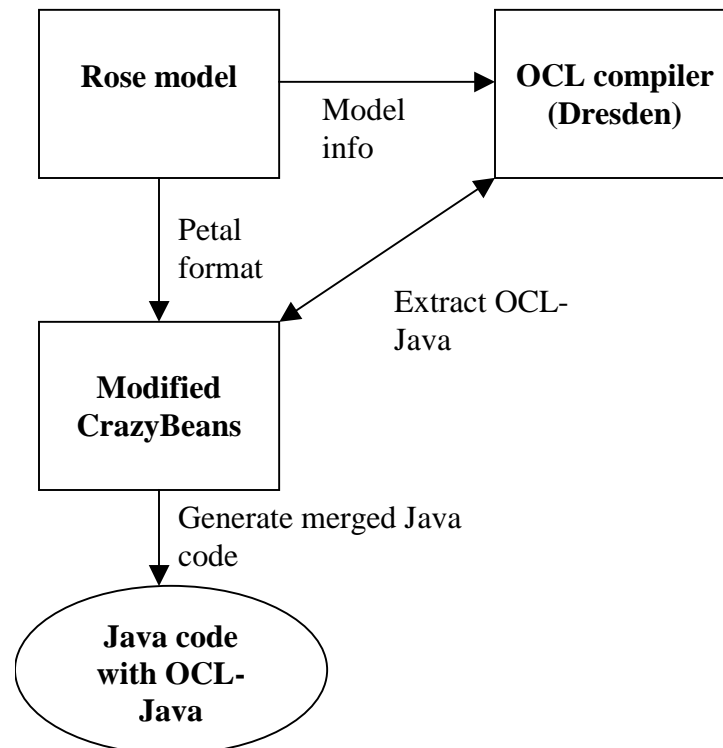 Rose model
OCL compiler
(Dresden)
Model
info
Petal
format
Extract OCL-
Java
Modified
CrazyBeans
Generate merged Java
code
Java code
with OCL-
Java